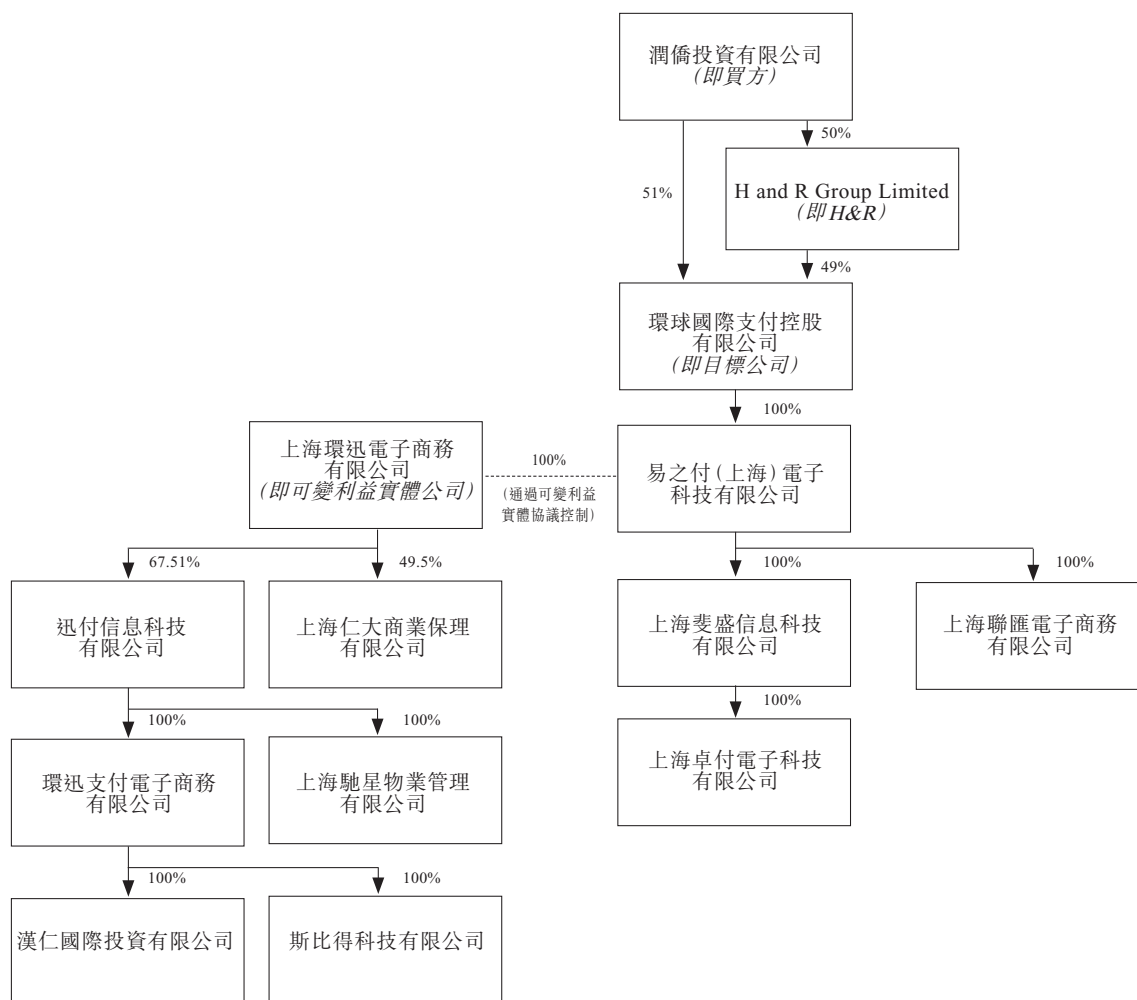 潤僑投資有限公司
(即買方)
50%
51%
H and R Group Limited
(即H&R)
49%
環球國際支付控股
有限公司
(即目標公司)
100%
上海環迅電子商務
有限公司
(即可變利益實體公司)
100%
(通過可變利益
實體協議控制)
易之付(上海)電子
科技有限公司
67.51%
49.5%
100%
100%
迅付信息科技
有限公司
上海仁大商業保理
有限公司
上海斐盛信息科技
有限公司
上海聯匯電子商務
有限公司
100%
100%
100%
環迅支付電子商務
有限公司
上海馳星物業管理
有限公司
上海卓付電子科技
有限公司
100%
100%
漢仁國際投資有限公司
斯比得科技有限公司